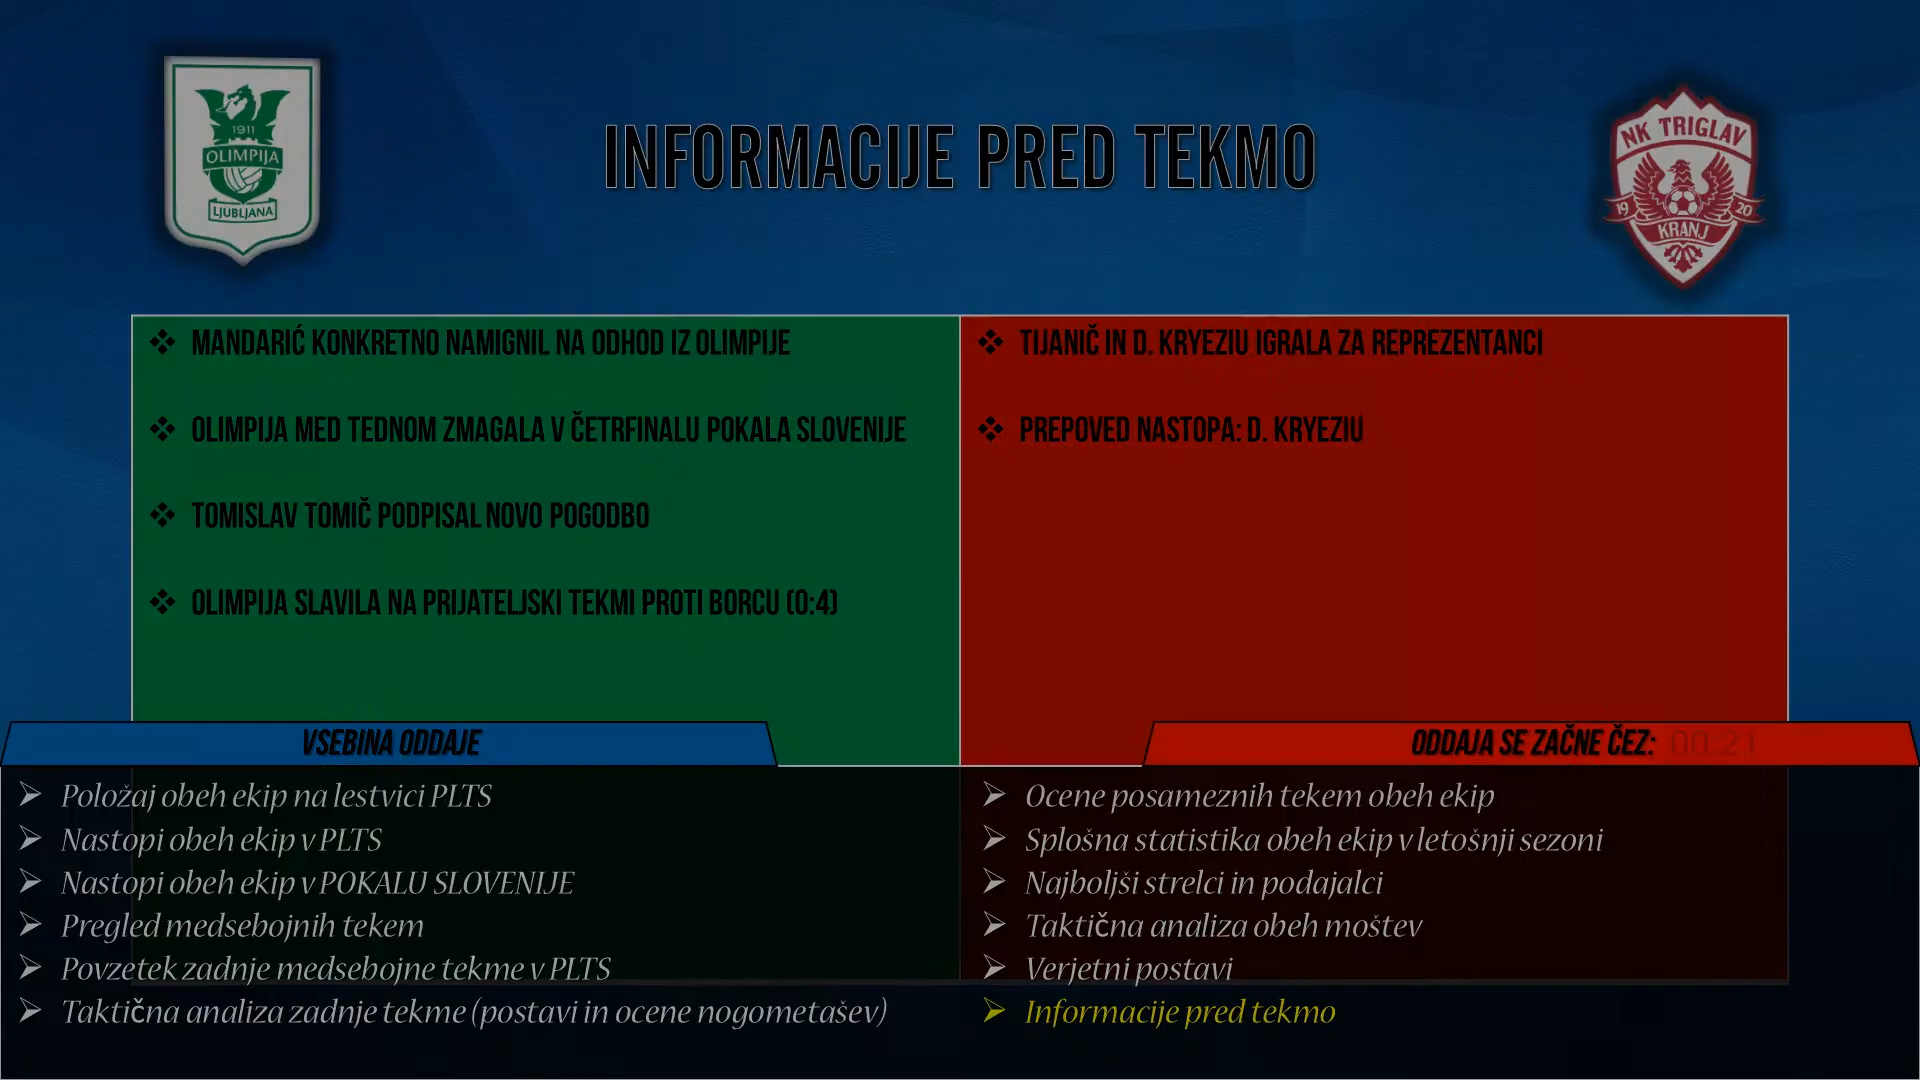 1911
OLIMPIJA
LJUBLJANA
INFORMACIJE PRED TEKMO
NK TRIGLAV
19 20
KRANJ
MANDARIĆ KONKRETNO NAMIGNIL NA ODHOD IZ OLIMPIJE
OLIMPIJA MED TEDNOM ZMAGALA V ČETRFINALU POKALA SLOVENIJE
TOMISLAV TOMIČ PODPISAL NOVO POGODBO
OLIMPIJA SLAVILA NA PRIJATELJSKI TEKMI PROTI BORCU (0:4)
TIJANIČ IN D. KRYEZIU IGRALA ZA REPREZENTANCI
PREPOVED NASTOPA: D. KRYEZIU
VSEBINA ODDAJE
Položaj obeh ekip na lestvici PLTS
Nastopi obeh ekip v PLTS
Nastopi obeh ekip v POKALU SLOVENIJE
Pregled medsebojnih tekem
Povzetek zadnje medsebojne tekme v PLTS
Taktična analiza zadnje tekme (postavi in ocene nogometašev)
ODDAJA SE ZAČNE ČEZ: 00:21
Ocene posameznih tekem obeh ekip
Splošna statistika obeh ekip v letošnji sezoni
Najboljši strelci in podajalci
Taktična analiza obeh moštev
Verjetni postavi
Informacije pred tekmo